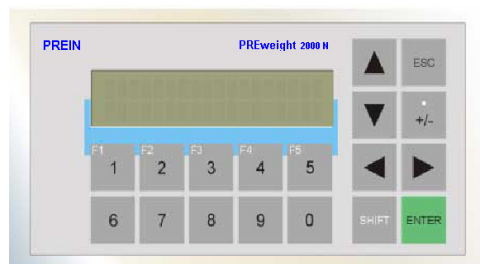 PREIN PREweight 2000 N
ESC
+/-
F1 F2 F3 F4 F5
1 2 3 4 5
6 7 8 9 0 SHIFT ENTER